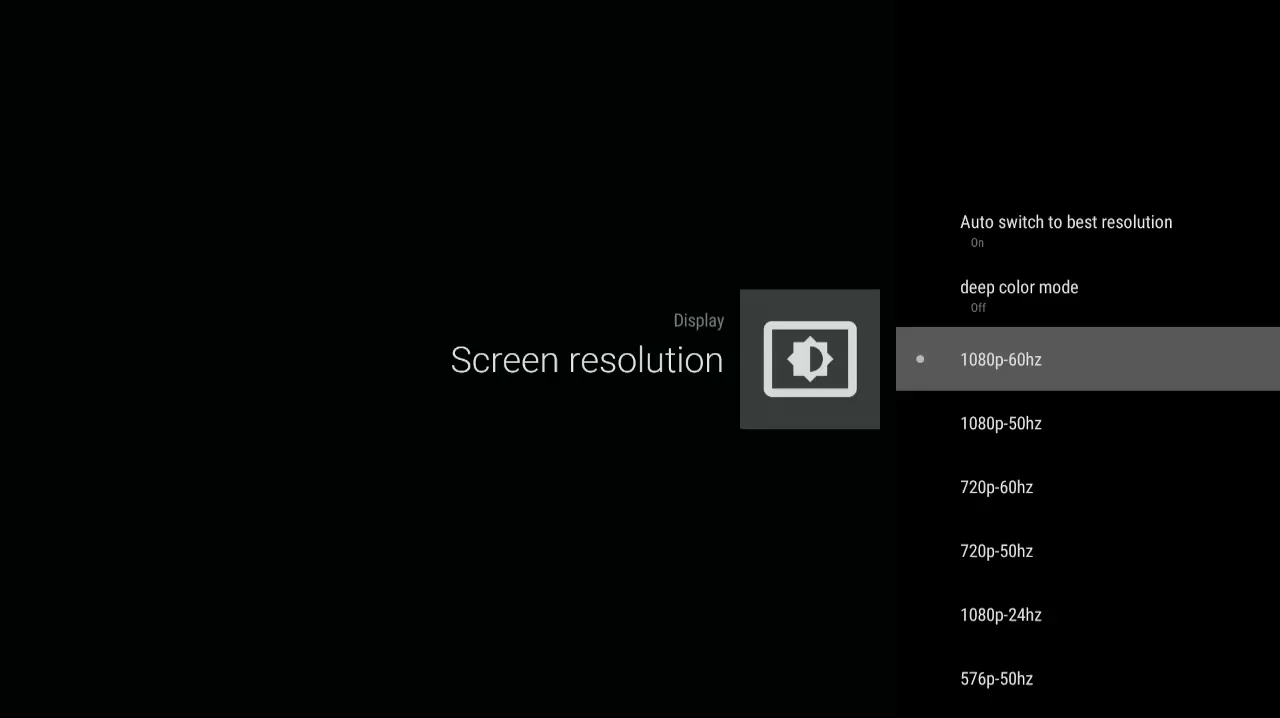 Display
Screen resolution
Auto switch to best resolution
On
deep color mode
Off
1080p-60hz
1080p-50hz
720p-60hz
720p-50hz
1080p-24hz
576p-50hz